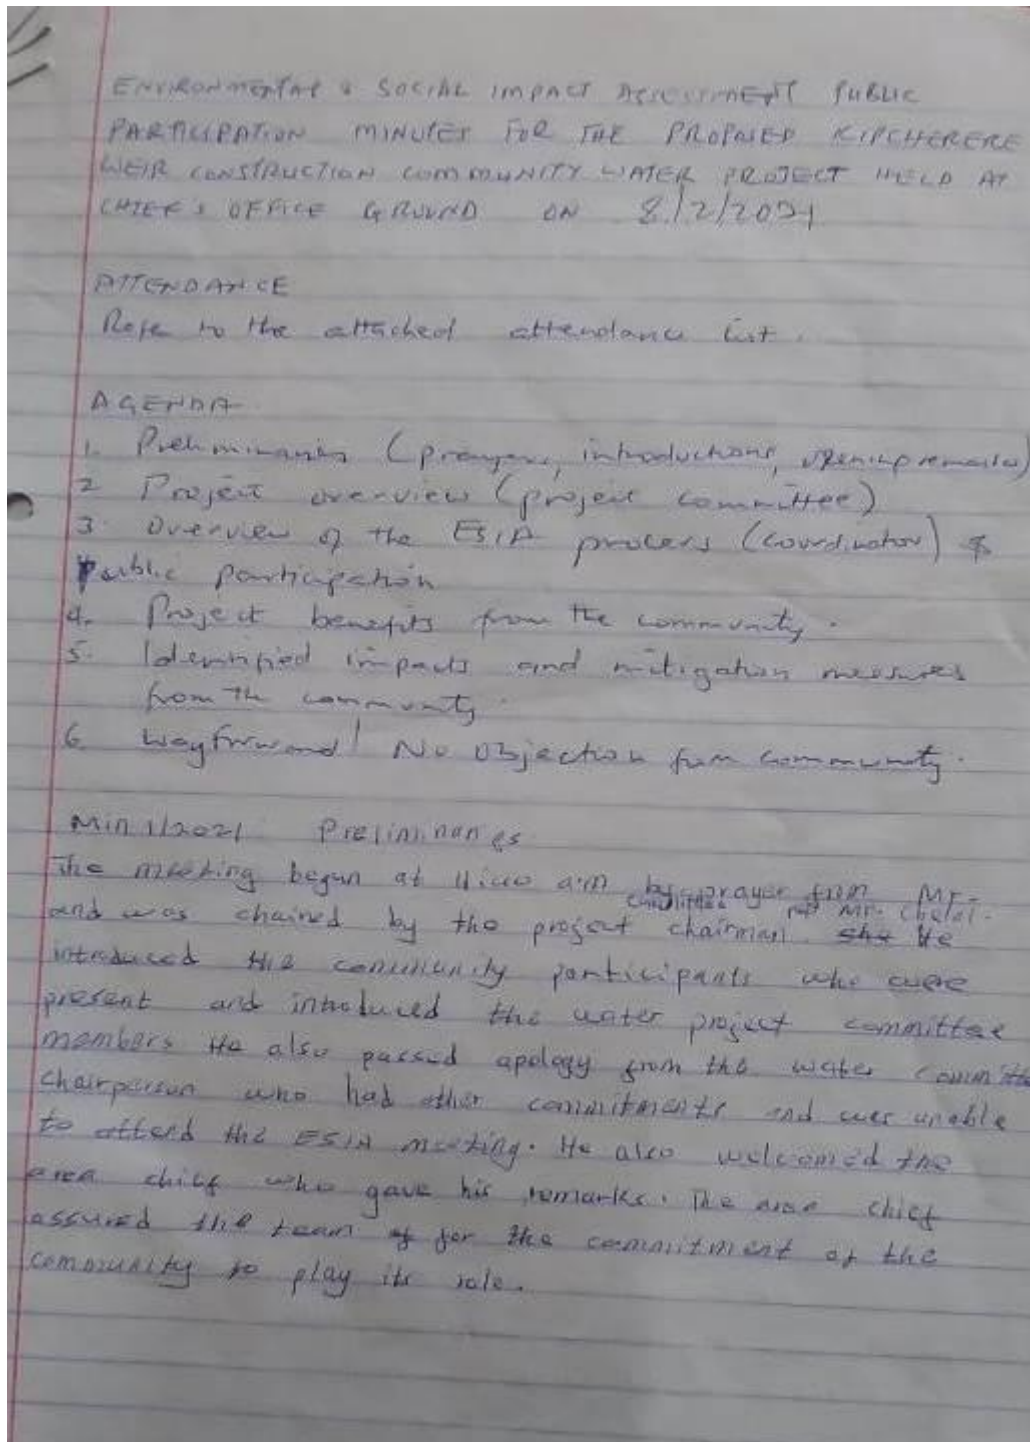 ENVIRONMENTAL & SOCIAL IMPACT ASSESSMENT PUBLIC
PARTICIPATION MINUTES FOR THE PROPOSED KIPCHERERE
WEIR CONSTRUCTION COMMUNITY WATER PROJECT HELD AT
CHIEF'S OFFICE GROUND ON 8/2/2021
ATTENDANCE
Refer to the attached attendance list.
AGENDA
1. Preliminaries (prayers, introductions, opening remarks)
2 Project overview (project committee)
3. Overview of the ESIA process (coordinator) &
Public participation
4. Project benefits from the community.
5. Identified impacts and mitigation measures
from the community.
6. Way forward/ No objection from community.
Min 1/2021 Preliminaries
The meeting began at 11:00 a.m by prayer from Mr.
and was chaired by the project chairman committee rep Mr. He
introduced the community participants who were
present and introduced the water project committee
members He also passed apology from the water committe
chairperson who had other commitments and was unable
to attend the ESIA meeting. He also welcomed the
area chief who gave his remarks. The area chief
assured the team of for the commitment of the
community to play its role.